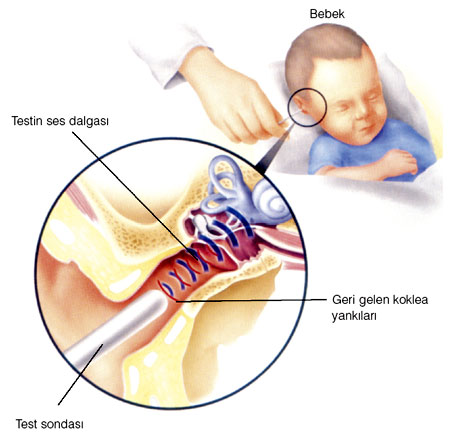 Bebek
Testin ses dalgası
Geri gelen koklea
yankıları
Test sondası